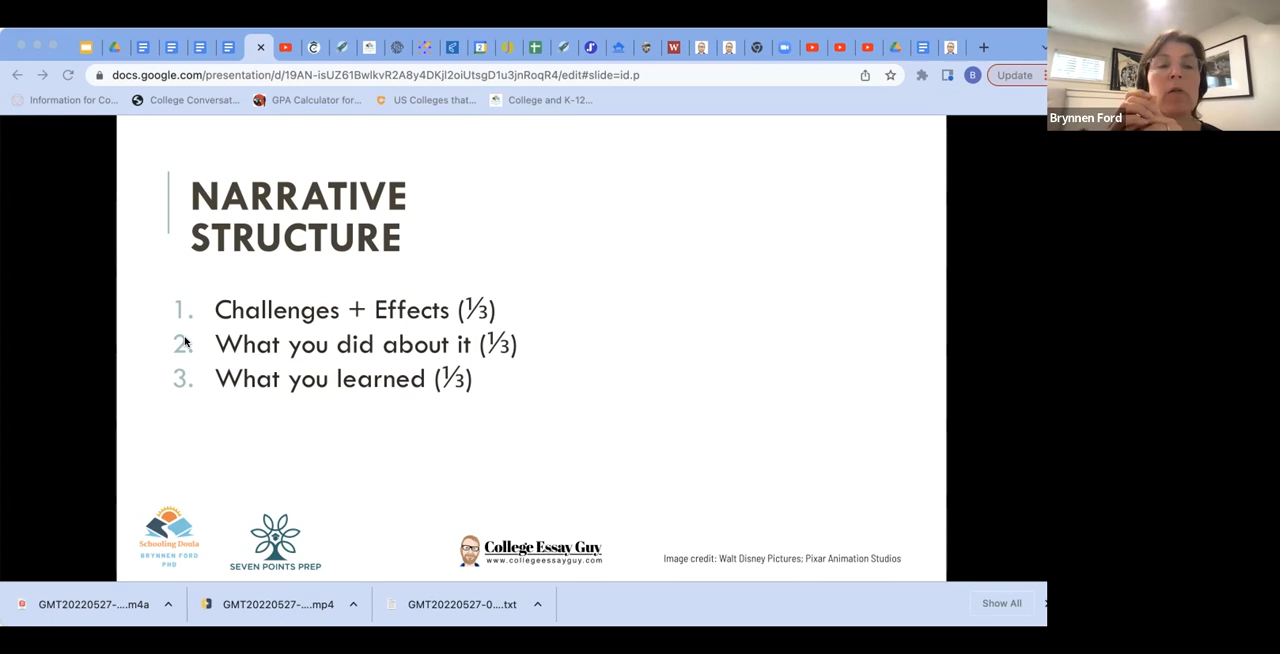 docs.google.com/presentation/d/19AN-isUZ61BwlkvR2A8y4DKjl2oiUtsgD1u3jnRoqR4/edit#slide=id.p
B
Update
Information for Co...
College Conversat...
GPA Calculator for...
US Colleges that...
College and K-12...
Brynnen Ford
NARRATIVE
STRUCTURE
1. Challenges + Effects (⅓)
2. What you did about it (⅓)
3. What you learned (⅓)
Schooling Doula
BRYNNEN FORD
PHD
SEVEN POINTS PREP
College Essay Guy
www.collegeessayguy.com
Image credit: Walt Disney Pictures; Pixar Animation Studios
GMT20220527-....m4a
GMT20220527-....mp4
GMT20220527-0....txt
Show All